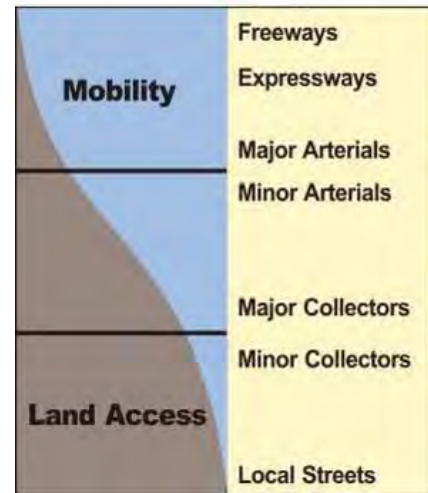 Mobility
Freeways
Expressways
Major Arterials
Minor Arterials
Major Collectors
Minor Collectors
Land Access
Local Streets